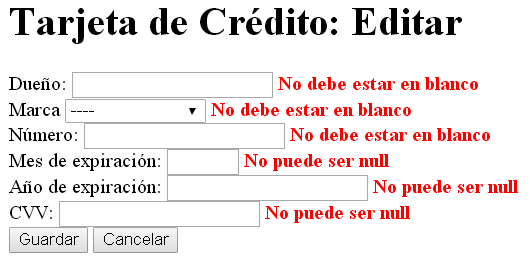 Tarjeta de Crédito: Editar
Dueño: No debe estar en blanco
Marca ---- No debe estar en blanco
Número: No debe estar en blanco
Mes de expiración: No puede ser null
Año de expiración: No puede ser null
CVV: No puede ser null
Guardar Cancelar